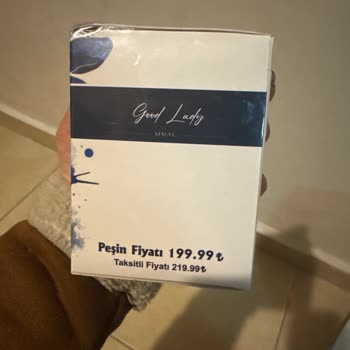 Good Lady
Peşin Fiyatı 199.99₺
Taksitli Fiyatı 219.99₺